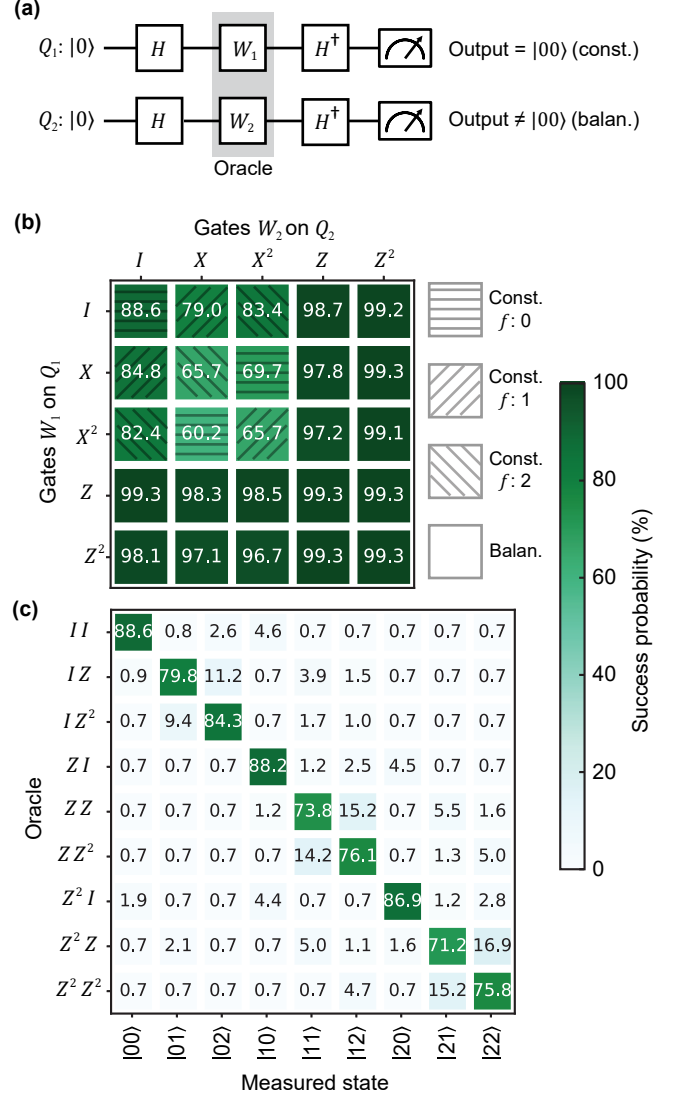 (a)
Q₁: |0⟩ H W₁ H† Output = |00⟩ (const.)
Q₂: |0⟩ H W₂ H† Output ≠ |00⟩ (balan.)
Oracle
(b)
Gates W₂ on Q₂
I X X² Z Z²
Gates W₁ on Q₁
I 88.6 79.0 83.4 98.7 99.2
X 84.8 65.7 69.7 97.8 99.3
X² 82.4 60.2 65.7 97.2 99.1
Z 99.3 98.3 98.5 99.3 99.3
Z² 98.1 97.1 96.7 99.3 99.3
Const.
f: 0
Const.
f: 1
Const.
f: 2
Balan.
100
80
60
40
20
0
Success probability (%)
(c)
Oracle
I I 88.6 0.8 2.6 4.6 0.7 0.7 0.7 0.7 0.7
I Z 0.9 79.8 11.2 0.7 3.9 1.5 0.7 0.7 0.7
I Z² 0.7 9.4 84.3 0.7 1.7 1.0 0.7 0.7 0.7
Z I 0.7 0.7 0.7 88.2 1.2 2.5 4.5 0.7 0.7
Z Z 0.7 0.7 0.7 1.2 73.8 15.2 0.7 5.5 1.6
Z Z² 0.7 0.7 0.7 0.7 14.2 76.1 0.7 1.3 5.0
Z² I 1.9 0.7 0.7 4.4 0.7 0.7 86.9 1.2 2.8
Z² Z 0.7 2.1 0.7 0.7 5.0 1.1 1.6 71.2 16.9
Z² Z² 0.7 0.7 0.7 0.7 0.7 4.7 0.7 15.2 75.8
|00⟩ |01⟩ |02⟩ |10⟩ |11⟩ |12⟩ |20⟩ |21⟩ |22⟩
Measured state